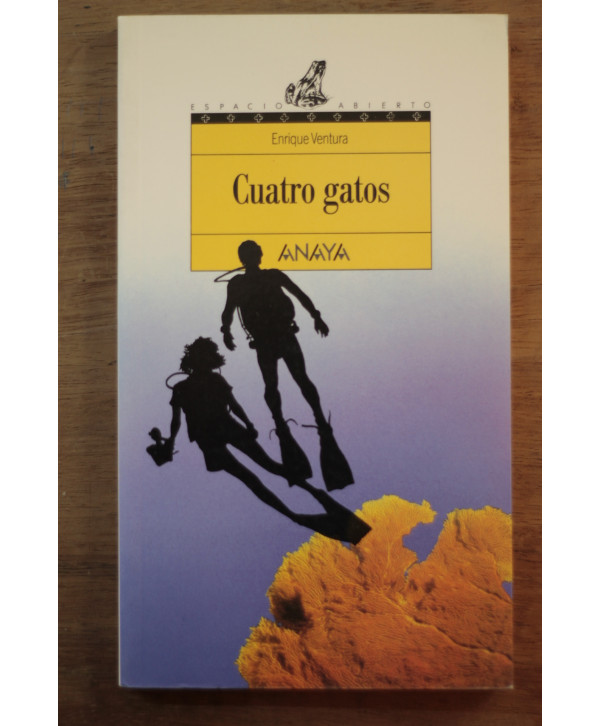 ESPACIO ABIERTO
Enrique Ventura
Cuatro gatos
ANAYA